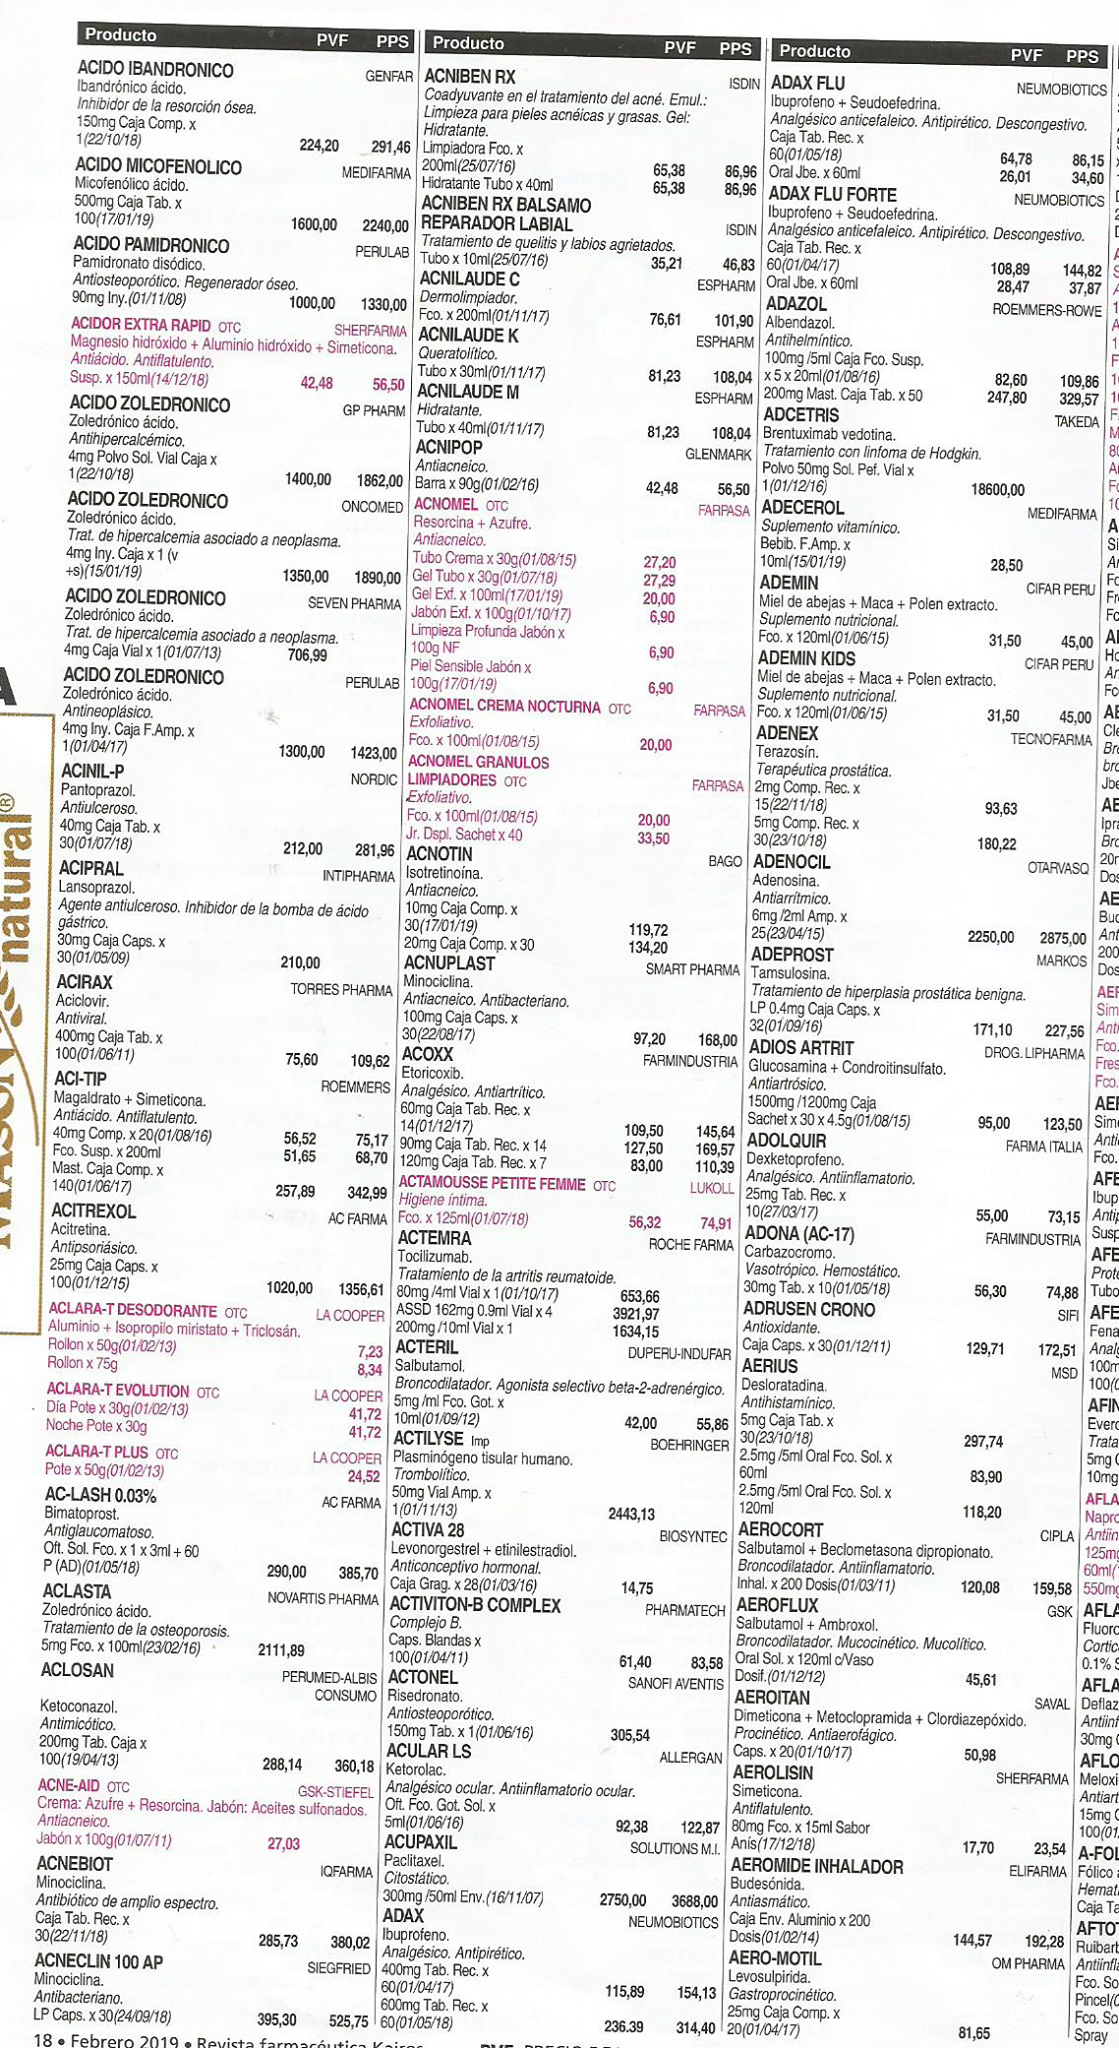 Producto PVF PPS
ACIDO IBANDRONICO GENFAR
Ibandrónico ácido.
Inhibidor de la resorción ósea.
150mg Caja Comp. x
1(22/10/18) 224,20 291,46
ACIDO MICOFENOLICO MEDIFARMA
Micofenólico ácido.
500mg Caja Tab. x
100(17/01/19) 1600,00 2240,00
ACIDO PAMIDRONICO PERULAB
Pamidronato disódico.
Antiosteoporótico. Regenerador óseo.
90mg Iny.(01/11/08) 1000,00 1330,00
ACIDOR EXTRA RAPID OTC SHERFARMA
Magnesio hidróxido + Aluminio hidróxido + Simeticona.
Antiácido. Antiflatulento.
Susp. x 150ml(14/12/18) 42,48 56,50
ACIDO ZOLEDRONICO GP PHARM
Zoledrónico ácido.
Antihipercalcémico.
4mg Polvo Sol. Vial Caja x
1(22/10/18) 1400,00 1862,00
ACIDO ZOLEDRONICO ONCOMED
Zoledrónico ácido.
Trat. de hipercalcemia asociado a neoplasma.
4mg Iny. Caja x 1 (v
+s)(15/01/19) 1350,00 1890,00
ACIDO ZOLEDRONICO SEVEN PHARMA
Zoledrónico ácido.
Trat. de hipercalcemia asociado a neoplasma.
4mg Caja Vial x 1(01/07/13) 706,99
ACIDO ZOLEDRONICO PERULAB
Zoledrónico ácido.
Antineoplásico.
4mg Iny. Caja F.Amp. x
1(01/04/17) 1300,00 1423,00
ACINIL-P NORDIC
Pantoprazol.
Antiulceroso.
40mg Caja Tab. x
30(01/07/18) 212,00 281,96
ACIPRAL INTIPHARMA
Lansoprazol.
Agente antiulceroso. Inhibidor de la bomba de ácido
gástrico.
30mg Caja Caps. x
30(01/05/09) 210,00
ACIRAX TORRES PHARMA
Aciclovir.
Antiviral.
400mg Caja Tab. x
100(01/06/11) 75,60 109,62
ACI-TIP ROEMMERS
Magaldrato + Simeticona.
Antiácido. Antiflatulento.
40mg Comp. x 20(01/08/16) 56,52 75,17
Fco. Susp. x 200ml 51,65 68,70
Mast. Caja Comp. x
140(01/06/17) 257,89 342,99
ACITREXOL AC FARMA
Acitretina.
Antipsoriásico.
25mg Caja Caps. x
100(01/12/15) 1020,00 1356,61
ACLARA-T DESODORANTE OTC LA COOPER
Aluminio + Isopropilo miristato + Triclosán.
Rollon x 50g(01/02/13) 7,23
Rollon x 75g 8,34
ACLARA-T EVOLUTION OTC LA COOPER
Día Pote x 30g(01/02/13) 41,72
Noche Pote x 30g 41,72
ACLARA-T PLUS OTC LA COOPER
Pote x 50g(01/02/13) 24,52
AC-LASH 0.03% AC FARMA
Bimatoprost.
Antiglaucomatoso.
Oft. Sol. Fco. x 1 x 3ml + 60
P (AD)(01/05/18) 290,00 385,70
ACLASTA NOVARTIS PHARMA
Zoledrónico ácido.
Tratamiento de la osteoporosis.
5mg Fco. x 100ml(23/02/16) 2111,89
ACLOSAN PERUMED-ALBIS
CONSUMO
Ketoconazol.
Antimicótico.
200mg Tab. Caja x
100(19/04/13) 288,14 360,18
ACNE-AID OTC GSK-STIEFEL
Crema: Azufre + Resorcina. Jabón: Aceites sulfonados.
Antiacneico.
Jabón x 100g(01/07/11) 27,03
ACNEBIOT IQFARMA
Minociclina.
Antibiótico de amplio espectro.
Caja Tab. Rec. x
30(22/11/18) 285,73 380,02
ACNECLIN 100 AP SIEGFRIED
Minociclina.
Antibacteriano.
LP Caps. x 30(24/09/18) 395,30 525,75
Producto PVF PPS
ACNIBEN RX ISDIN
Coadyuvante en el tratamiento del acné. Emul.:
Limpieza para pieles acnéicas y grasas. Gel:
Hidratante.
Limpiadora Fco. x
200ml(25/07/16) 65,38 86,96
Hidratante Tubo x 40ml 65,38 86,96
ACNIBEN RX BALSAMO
REPARADOR LABIAL ISDIN
Tratamiento de quelitis y labios agrietados.
Tubo x 10ml(25/07/16) 35,21 46,83
ACNILAUDE C ESPHARM
Dermolimpiador.
Fco. x 200ml(01/11/17) 76,61 101,90
ACNILAUDE K ESPHARM
Queratolítico.
Tubo x 30ml(01/11/17) 81,23 108,04
ACNILAUDE M ESPHARM
Hidratante.
Tubo x 40ml(01/11/17) 81,23 108,04
ACNIPOP GLENMARK
Antiacneico.
Barra x 90g(01/02/16) 42,48 56,50
ACNOMEL OTC FARPASA
Resorcina + Azufre.
Antiacneico.
Tubo Crema x 30g(01/08/15) 27,20
Gel Tubo x 30g(01/07/18) 27,29
Gel Exf. x 100ml(17/01/19) 20,00
Jabón Exf. x 100g(01/10/17) 6,90
Limpieza Profunda Jabón x
100g NF 6,90
Piel Sensible Jabón x
100g(17/01/19) 6,90
ACNOMEL CREMA NOCTURNA OTC FARPASA
Exfoliativo.
Fco. x 100ml(01/08/15) 20,00
ACNOMEL GRANULOS
LIMPIADORES OTC FARPASA
Exfoliativo.
Fco. x 100ml(01/08/15) 20,00
Jr. Dspl. Sachet x 40 33,50
ACNOTIN BAGO
Isotretinoína.
Antiacneico.
10mg Caja Comp. x
30(17/01/19) 119,72
20mg Caja Comp. x 30 134,20
ACNUPLAST SMART PHARMA
Minociclina.
Antiacneico. Antibacteriano.
100mg Caja Caps. x
30(22/08/17) 97,20 168,00
ACOXX FARMINDUSTRIA
Etoricoxib.
Analgésico. Antiartrítico.
60mg Caja Tab. Rec. x
14(01/12/17) 109,50 145,64
90mg Caja Tab. Rec. x 14 127,50 169,57
120mg Caja Tab. Rec. x 7 83,00 110,39
ACTAMOUSSE PETITE FEMME OTC LUKOLL
Higiene íntima.
Fco. x 125ml(01/07/18) 56,32 74,91
ACTEMRA ROCHE FARMA
Tocilizumab.
Tratamiento de la artritis reumatoide.
80mg /4ml Vial x 1(01/10/17) 653,66
ASSD 162mg 0.9ml Vial x 4 3921,97
200mg /10ml Vial x 1 1634,15
ACTERIL DUPERU-INDUFAR
Salbutamol.
Broncodilatador. Agonista selectivo beta-2-adrenérgico.
5mg /ml Fco. Got. x
10ml(01/09/12) 42,00 55,86
ACTILYSE Imp BOEHRINGER
Plasminógeno tisular humano.
Trombolítico.
50mg Vial Amp. x
1(01/11/13) 2443,13
ACTIVA 28 BIOSYNTEC
Levonorgestrel + etinilestradiol.
Anticonceptivo hormonal.
Caja Grag. x 28(01/03/16) 14,75
ACTIVITON-B COMPLEX PHARMATECH
Complejo B.
Caps. Blandas x
100(01/04/11) 61,40 83,58
ACTONEL SANOFI AVENTIS
Risedronato.
Antiosteoporótico.
150mg Tab. x 1(01/06/16) 305,54
ACULAR LS ALLERGAN
Ketorolac.
Analgésico ocular. Antiinflamatorio ocular.
Oft. Fco. Got. Sol. x
5ml(01/06/16) 92,38 122,87
ACUPAXIL SOLUTIONS M.I.
Paclitaxel.
Citostático.
300mg /50ml Env.(16/11/07) 2750,00 3688,00
ADAX NEUMOBIOTICS
Ibuprofeno.
Analgésico. Antipirético.
400mg Tab. Rec. x
60(01/04/17) 115,89 154,13
600mg Tab. Rec. x
60(01/05/18) 236.39 314,40
Producto PVF PPS
ADAX FLU NEUMOBIOTICS
Ibuprofeno + Seudoefedrina.
Analgésico anticefaleico. Antipirético. Descongestivo.
Caja Tab. Rec. x
60(01/05/18) 64,78 86,15
Oral Jbe. x 60ml 26,01 34,60
ADAX FLU FORTE NEUMOBIOTICS
Ibuprofeno + Seudoefedrina.
Analgésico anticefaleico. Antipirético. Descongestivo.
Caja Tab. Rec. x
60(01/04/17) 108,89 144,82
Oral Jbe. x 60ml 28,47 37,87
ADAZOL ROEMMERS-ROWE
Albendazol.
Antihelmíntico.
100mg /5ml Caja Fco. Susp.
x 5 x 20ml(01/08/16) 82,60 109,86
200mg Mast. Caja Tab. x 50 247,80 329,57
ADCETRIS TAKEDA
Brentuximab vedotina.
Tratamiento con linfoma de Hodgkin.
Polvo 50mg Sol. Pef. Vial x
1(01/12/16) 18600,00
ADECEROL MEDIFARMA
Suplemento vitamínico.
Bebib. F.Amp. x
10ml(15/01/19) 28,50
ADEMIN CIFAR PERU
Miel de abejas + Maca + Polen extracto.
Suplemento nutricional.
Fco. x 120ml(01/06/15) 31,50 45,00
ADEMIN KIDS CIFAR PERU
Miel de abejas + Maca + Polen extracto.
Suplemento nutricional.
Fco. x 120ml(01/06/15) 31,50 45,00
ADENEX TECNOFARMA
Terazosín.
Terapéutica prostática.
2mg Comp. Rec. x
15(22/11/18) 93,63
5mg Comp. Rec. x
30(23/10/18) 180,22
ADENOCIL OTARVASQ
Adenosina.
Antiarrítmico.
6mg /2ml Amp. x
25(23/04/15) 2250,00 2875,00
ADEPROST MARKOS
Tamsulosina.
Tratamiento de hiperplasia prostática benigna.
LP 0.4mg Caja Caps. x
32(01/09/16) 171,10 227,56
ADIOS ARTRIT DROG. LIPHARMA
Glucosamina + Condroitinsulfato.
Antiartrósico.
1500mg /1200mg Caja
Sachet x 30 x 4.5g(01/08/15) 95,00 123,50
ADOLQUIR FARMA ITALIA
Dexketoprofeno.
Analgésico. Antiinflamatorio.
25mg Tab. Rec. x
10(27/03/17) 55,00 73,15
ADONA (AC-17) FARMINDUSTRIA
Carbazocromo.
Vasotrópico. Hemostático.
30mg Tab. x 10(01/05/18) 56,30 74,88
ADRUSEN CRONO SIFI
Antioxidante.
Caja Caps. x 30(01/12/11) 129,71 172,51
AERIUS MSD
Desloratadina.
Antihistamínico.
5mg Caja Tab. x
30(23/10/18) 297,74
2.5mg /5ml Oral Fco. Sol. x
60ml 83,90
2.5mg /5ml Oral Fco. Sol. x
120ml 118,20
AEROCORT CIPLA
Salbutamol + Beclometasona dipropionato.
Broncodilatador. Antiinflamatorio.
Inhal. x 200 Dosis(01/03/11) 120,08 159,58
AEROFLUX GSK
Salbutamol + Ambroxol.
Broncodilatador. Mucocinético. Mucolítico.
Oral Sol. x 120ml c/Vaso
Dosif.(01/12/12) 45,61
AEROITAN SAVAL
Dimeticona + Metoclopramida + Clordiazepóxido.
Procinético. Antiaerofágico.
Caps. x 20(01/10/17) 50,98
AEROLISIN SHERFARMA
Simeticona.
Antiflatulento.
80mg Fco. x 15ml Sabor
Anís(17/12/18) 17,70 23,54
AEROMIDE INHALADOR ELIFARMA
Budesónida.
Antiasmático.
Caja Env. Aluminio x 200
Dosis(01/02/14) 144,57 192,28
AERO-MOTIL OM PHARMA
Levosulpirida.
Gastroprocinético.
25mg Caja Comp. x
20(01/04/17) 81,65
MASON natural®
18 • Febrero 2019 • Revista farmacéutica Kairos